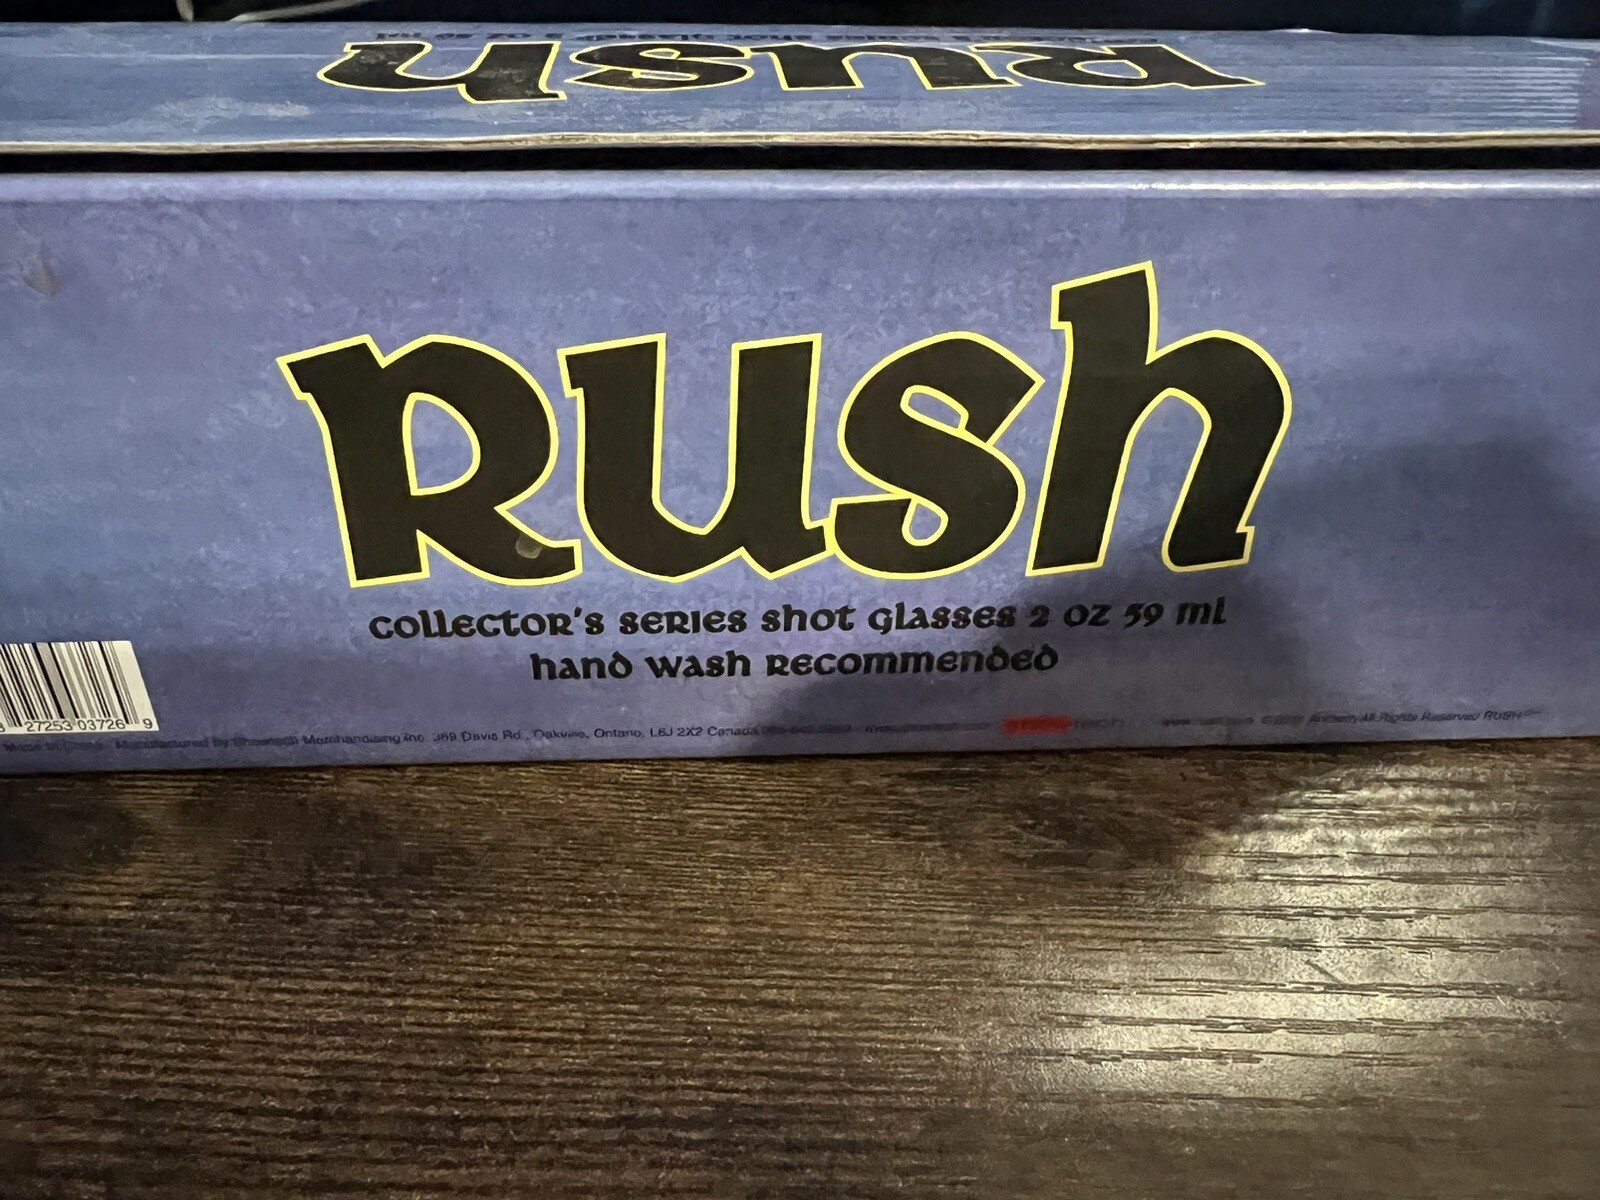 Rush
Rush
collector's series shot glasses 2 oz 59 ml
hand wash recommended
27253 03726 9
Made in China Manufactured by Merchandising Inc. 369 Davis Rd., Oakville, Ontario, L6J 2X2 Canada All Rights Reserved